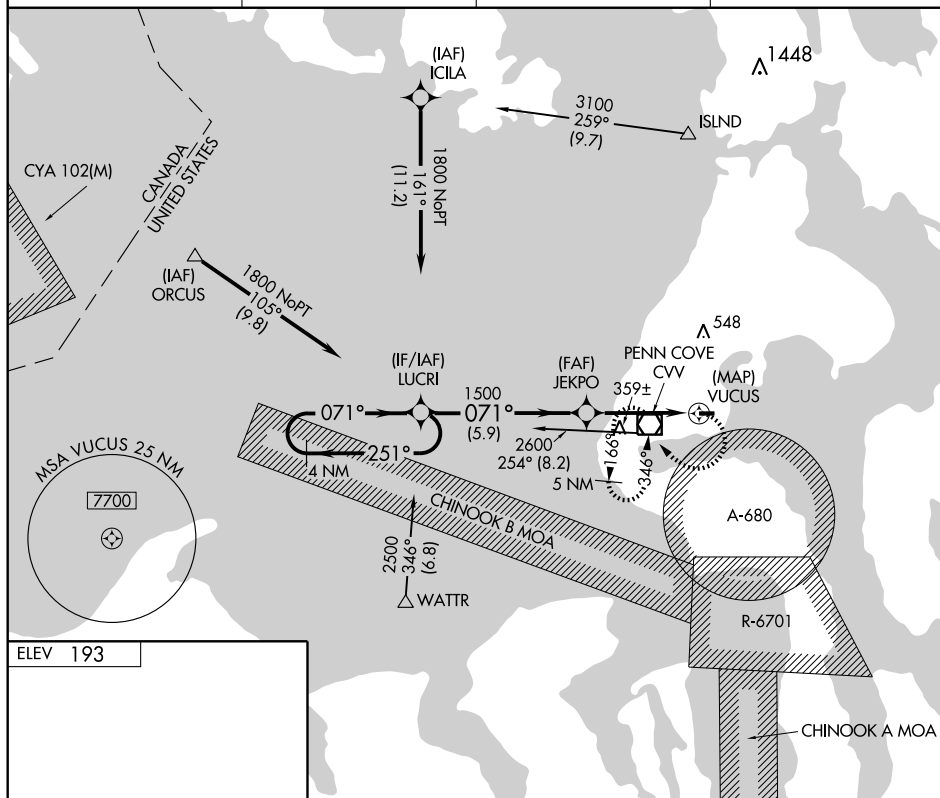 1448
(IAF)
ICILA
3100
259°
(9.7)
ISLND
CYA 102(M)
CANADA
UNITED STATES
1800 NoPT
161°
(11.2)
(IAF)
ORCUS
1800 NoPT
105°
(9.8)
548
PENN COVE
CVV
(IF/IAF)
LUCRI
(FAF)
JEKPO
359±
(MAP)
VUCUS
071°
1500
071°
(5.9)
2600
254° (8.2)
166°
346°
251°
4 NM
5 NM
MSA VUCUS 25 NM
7700
CHINOOK B MOA
A-680
2500
346°
(6.8)
WATTR
R-6701
ELEV 193
CHINOOK A MOA